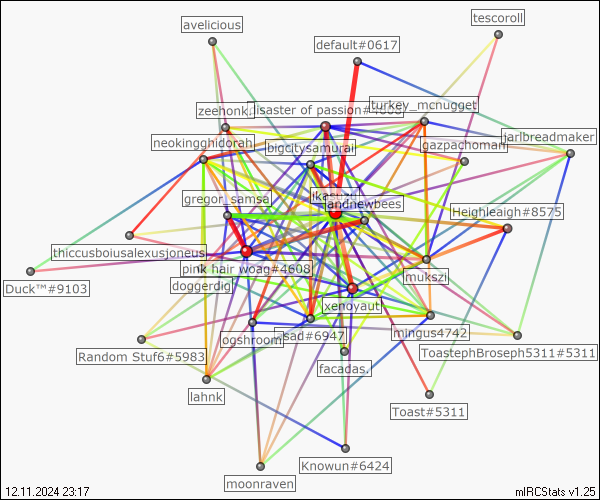 tescoroll
avelicious
default#0617
turkey_mcnugget
zeehonk.
disaster of passion#4808
jarlbreadmaker
neokingghidorah
bigcitysamurai
gazpachoman
gregor_samsa
andnewbees
Heighleaigh#8575
thiccusboiusalexusjoneus
pink hair woag#4608
mukszi
Duck™#9103
doggerdig
xenoyaut
ogshroom
sad#6947
mingus4742
Random Stuf6#5983
ToastephBroseph5311#5311
facadas.
lahnk
Toast#5311
Knowun#6424
moonraven
12.11.2024 23:17
mIRCStats v1.25